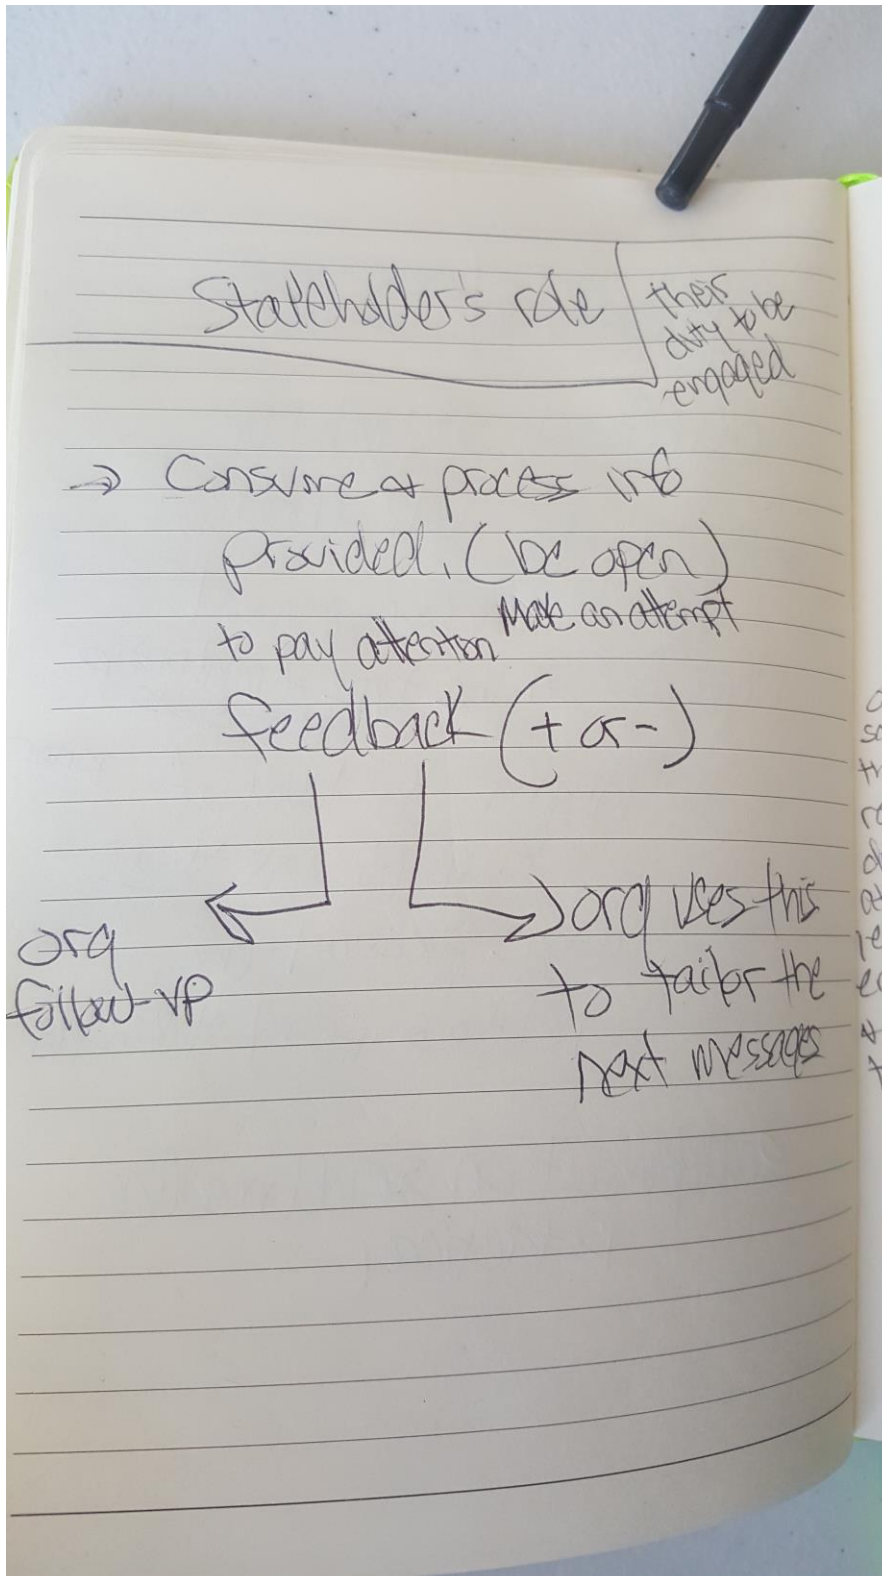 Stakeholder's role
their
duty to be
engaged
→ Consume & process info
provided. (be open)
Make an attempt
to pay attention
feedback (+ or -)
org
follow-up
org uses this
to tailor the
next messages